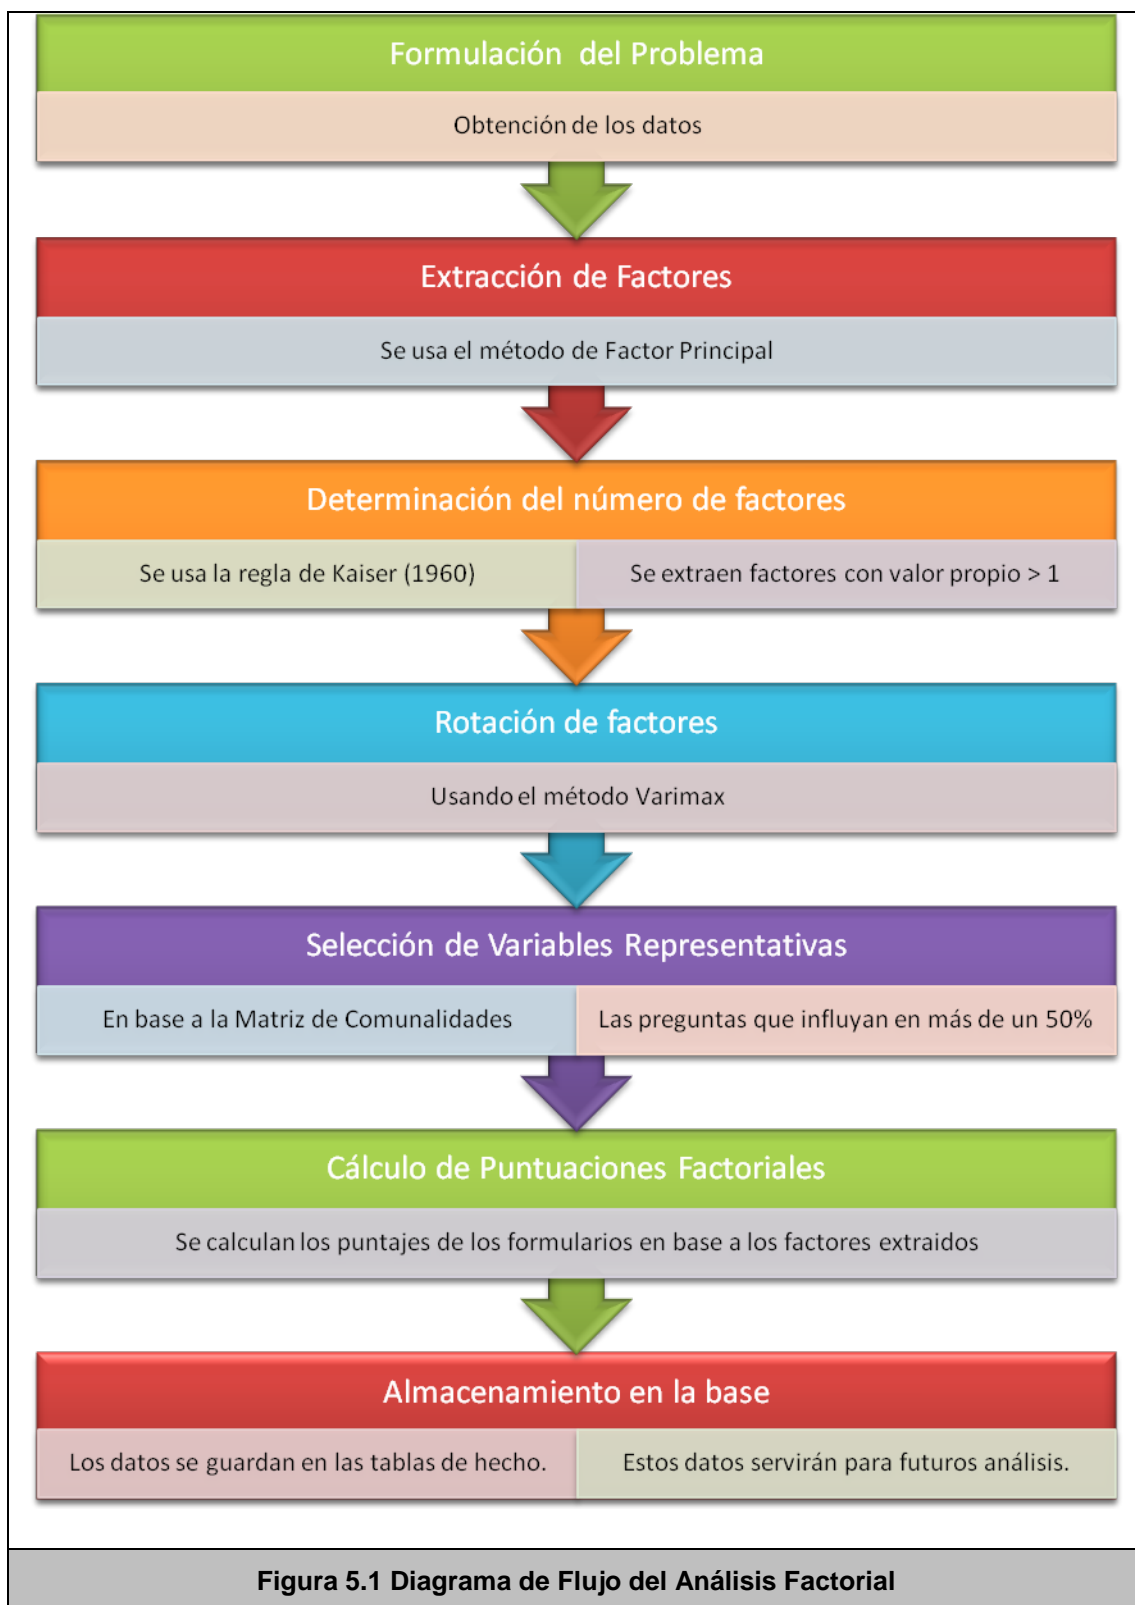 Formulación del Problema
Obtención de los datos
Extracción de Factores
Se usa el método de Factor Principal
Determinación del número de factores
Se usa la regla de Kaiser (1960)
Se extraen factores con valor propio > 1
Rotación de factores
Usando el método Varimax
Selección de Variables Representativas
En base a la Matriz de Comunalidades
Las preguntas que influyan en más de un 50%
Cálculo de Puntuaciones Factoriales
Se calculan los puntajes de los formularios en base a los factores extraidos
Almacenamiento en la base
Los datos se guardan en las tablas de hecho.
Estos datos servirán para futuros análisis.
Figura 5.1 Diagrama de Flujo del Análisis Factorial